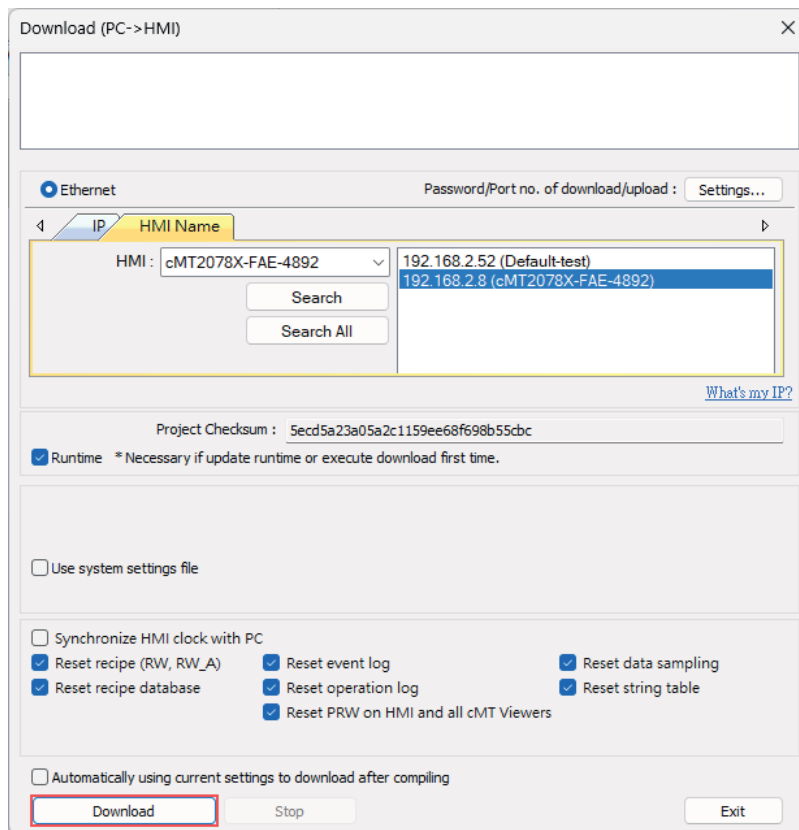 Download (PC->HMI)
Ethernet
Password/Port no. of download/upload : Settings...
IP HMI Name
HMI : cMT2078X-FAE-4892
192.168.2.52 (Default-test)
192.168.2.8 (cMT2078X-FAE-4892)
Search
Search All
What's my IP?
Project Checksum : 5ecd5a23a05a2c1159ee68f698b55cbc
Runtime * Necessary if update runtime or execute download first time.
Use system settings file
Synchronize HMI clock with PC
Reset recipe (RW, RW_A) Reset event log Reset data sampling
Reset recipe database Reset operation log Reset string table
Reset PRW on HMI and all cMT Viewers
Automatically using current settings to download after compiling
Download Stop Exit